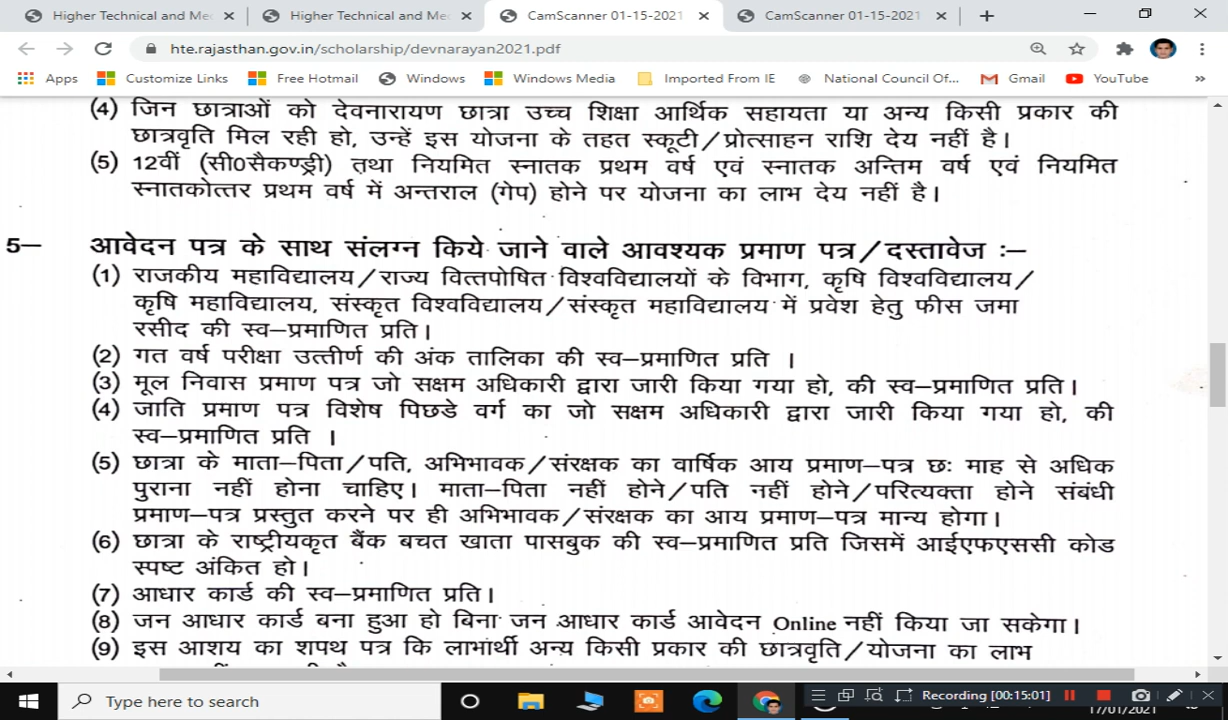 Higher Technical and Me
Higher Technical and Me
CamScanner 01-15-2021
CamScanner 01-15-2021
hte.rajasthan.gov.in/scholarship/devnarayan2021.pdf
Apps Customize Links Free Hotmail Windows Windows Media Imported From IE National Council Of... Gmail YouTube »
(4) जिन छात्राओं को देवनारायण छात्रा उच्च शिक्षा आर्थिक सहायता या अन्य किसी प्रकार की
छात्रवृति मिल रही हो, उन्हें इस योजना के तहत स्कूटी/प्रोत्साहन राशि देय नहीं है।
(5) 12वीं (सी0सैकण्ड्री) तथा नियमित स्नातक प्रथम वर्ष एवं स्नातक अन्तिम वर्ष एवं नियमित
स्नातकोत्तर प्रथम वर्ष में अन्तराल (गेप) होने पर योजना का लाभ देय नहीं है।
5— आवेदन पत्र के साथ संलग्न किये जाने वाले आवश्यक प्रमाण पत्र/दस्तावेज :—
(1) राजकीय महाविद्यालय/राज्य वित्तपोषित विश्वविद्यालयों के विभाग, कृषि विश्वविद्यालय/
कृषि महाविद्यालय, संस्कृत विश्वविद्यालय/संस्कृत महाविद्यालय में प्रवेश हेतु फीस जमा
रसीद की स्व—प्रमाणित प्रति।
(2) गत वर्ष परीक्षा उत्तीर्ण की अंक तालिका की स्व—प्रमाणित प्रति ।
(3) मूल निवास प्रमाण पत्र जो सक्षम अधिकारी द्वारा जारी किया गया हो, की स्व—प्रमाणित प्रति।
(4) जाति प्रमाण पत्र विशेष पिछडे वर्ग का जो सक्षम अधिकारी द्वारा जारी किया गया हो, की
स्व—प्रमाणित प्रति ।
(5) छात्रा के माता—पिता/पति, अभिभावक/संरक्षक का वार्षिक आय प्रमाण—पत्र छः माह से अधिक
पुराना नहीं होना चाहिए। माता—पिता नहीं होने/पति नहीं होने/परित्यक्ता होने संबंधी
प्रमाण—पत्र प्रस्तुत करने पर ही अभिभावक/संरक्षक का आय प्रमाण—पत्र मान्य होगा।
(6) छात्रा के राष्ट्रीयकृत बैंक बचत खाता पासबुक की स्व—प्रमाणित प्रति जिसमें आईएफएससी कोड
स्पष्ट अंकित हो।
(7) आधार कार्ड की स्व—प्रमाणित प्रति।
(8) जन आधार कार्ड बना हुआ हो बिना जन आधार कार्ड आवेदन Online नहीं किया जा सकेगा।
(9) इस आशय का शपथ पत्र कि लाभांर्थी अन्य किसी प्रकार की छात्रवृति/योजना का लाभ
Type here to search
Recording [00:15:01]
17/01/2021